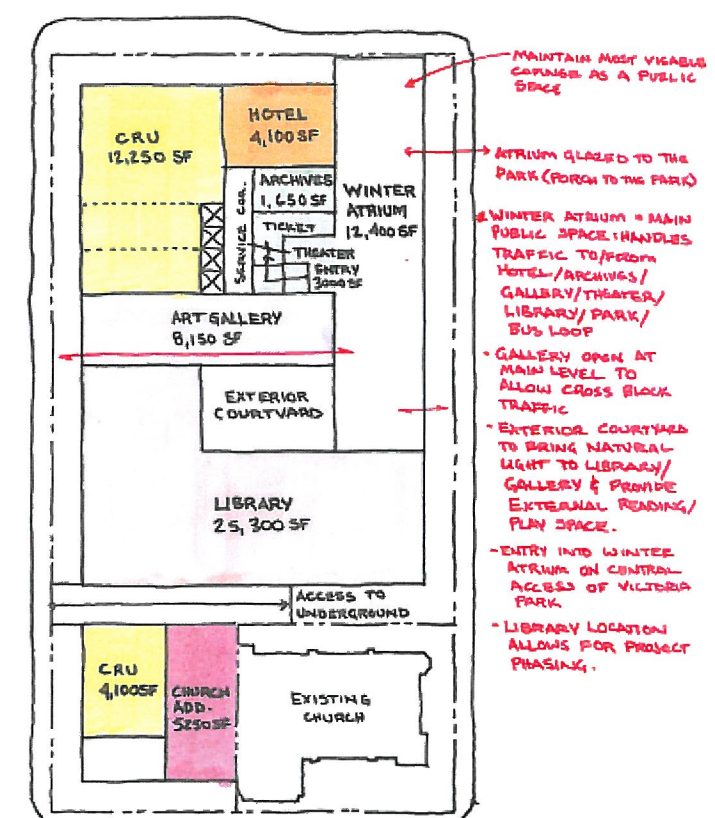 CRU
12,250 SF
HOTEL
4,100 SF
ARCHIVES
1,650 SF
SERVICE COR.
TICKET
THEATER
ENTRY
3000 SF
WINTER
ATRIUM
12,400 SF
ART GALLERY
8,150 SF
EXTERIOR
COURTYARD
LIBRARY
25,300 SF
ACCESS TO
UNDERGROUND
CRU
4,100 SF
CHURCH
ADD.
5250 SF
EXISTING
CHURCH
MAINTAIN MOST VISABLE
AS A PUBLIC
SPACE
ATRIUM GLAZED TO THE
PARK (PORCH TO THE PARK)
WINTER ATRIUM = MAIN
PUBLIC SPACE : HANDLES
TRAFFIC TO/FROM
HOTEL/ARCHIVES/
GALLERY/THEATER/
LIBRARY/PARK/
BUS LOOP
- GALLERY OPEN AT
MAIN LEVEL TO
ALLOW CROSS BLOCK
TRAFFIC
- EXTERIOR COURTYARD
TO BRING NATURAL
LIGHT TO LIBRARY/
GALLERY & PROVIDE
EXTERNAL READING/
PLAY SPACE.
- ENTRY INTO WINTER
ATRIUM ON CENTRAL
ACCESS OF VICTORIA
PARK
- LIBRARY LOCATION
ALLOWS FOR PROJECT
PHASING.